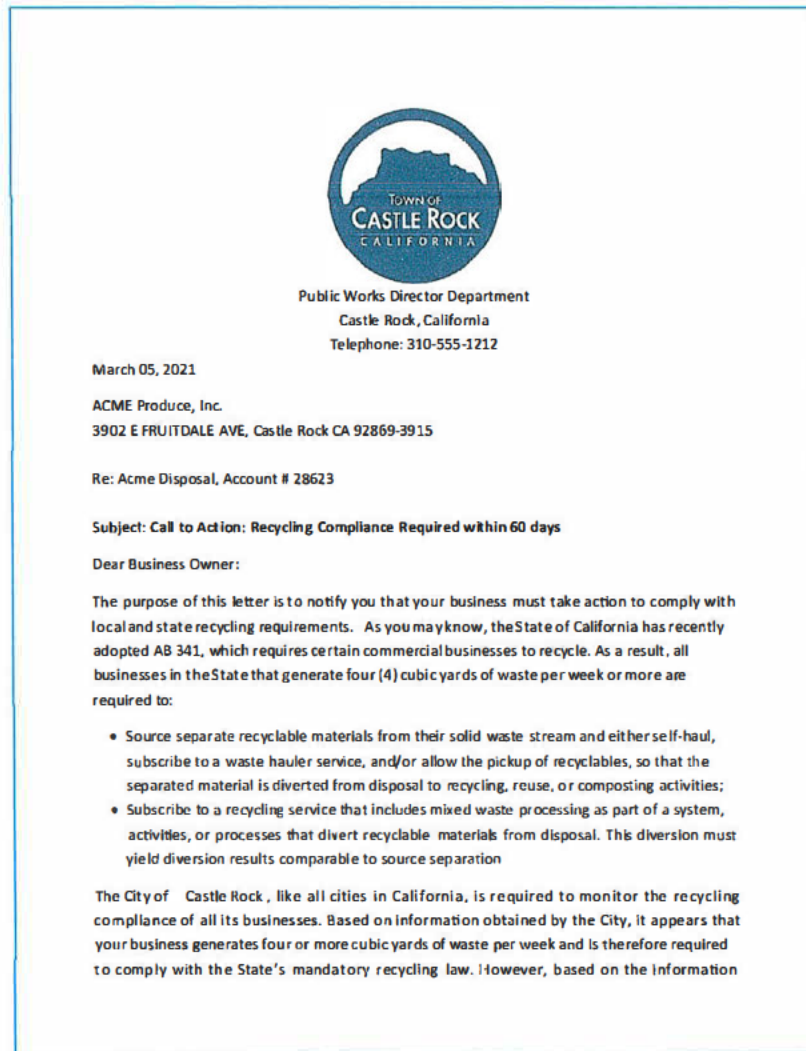 TOWN OF
CASTLE ROCK
CALIFORNIA
Public Works Director Department
Castle Rock, California
Telephone: 310-555-1212
March 05, 2021
ACME Produce, Inc.
3902 E FRUITDALE AVE, Castle Rock CA 92869-3915
Re: Acme Disposal, Account # 28623
Subject: Call to Action: Recycling Compliance Required within 60 days
Dear Business Owner:
The purpose of this letter is to notify you that your business must take action to comply with
local and state recycling requirements. As you may know, the State of California has recently
adopted AB 341, which requires certain commercial businesses to recycle. As a result, all
businesses in the State that generate four (4) cubic yards of waste per week or more are
required to:
• Source separate recyclable materials from their solid waste stream and either self-haul,
subscribe to a waste hauler service, and/or allow the pickup of recyclables, so that the
separated material is diverted from disposal to recycling, reuse, or composting activities;
• Subscribe to a recycling service that includes mixed waste processing as part of a system,
activities, or processes that divert recyclable materials from disposal. This diversion must
yield diversion results comparable to source separation
The City of Castle Rock, like all cities in California, is required to monitor the recycling
compliance of all its businesses. Based on information obtained by the City, it appears that
your business generates four or more cubic yards of waste per week and is therefore required
to comply with the State's mandatory recycling law. However, based on the information